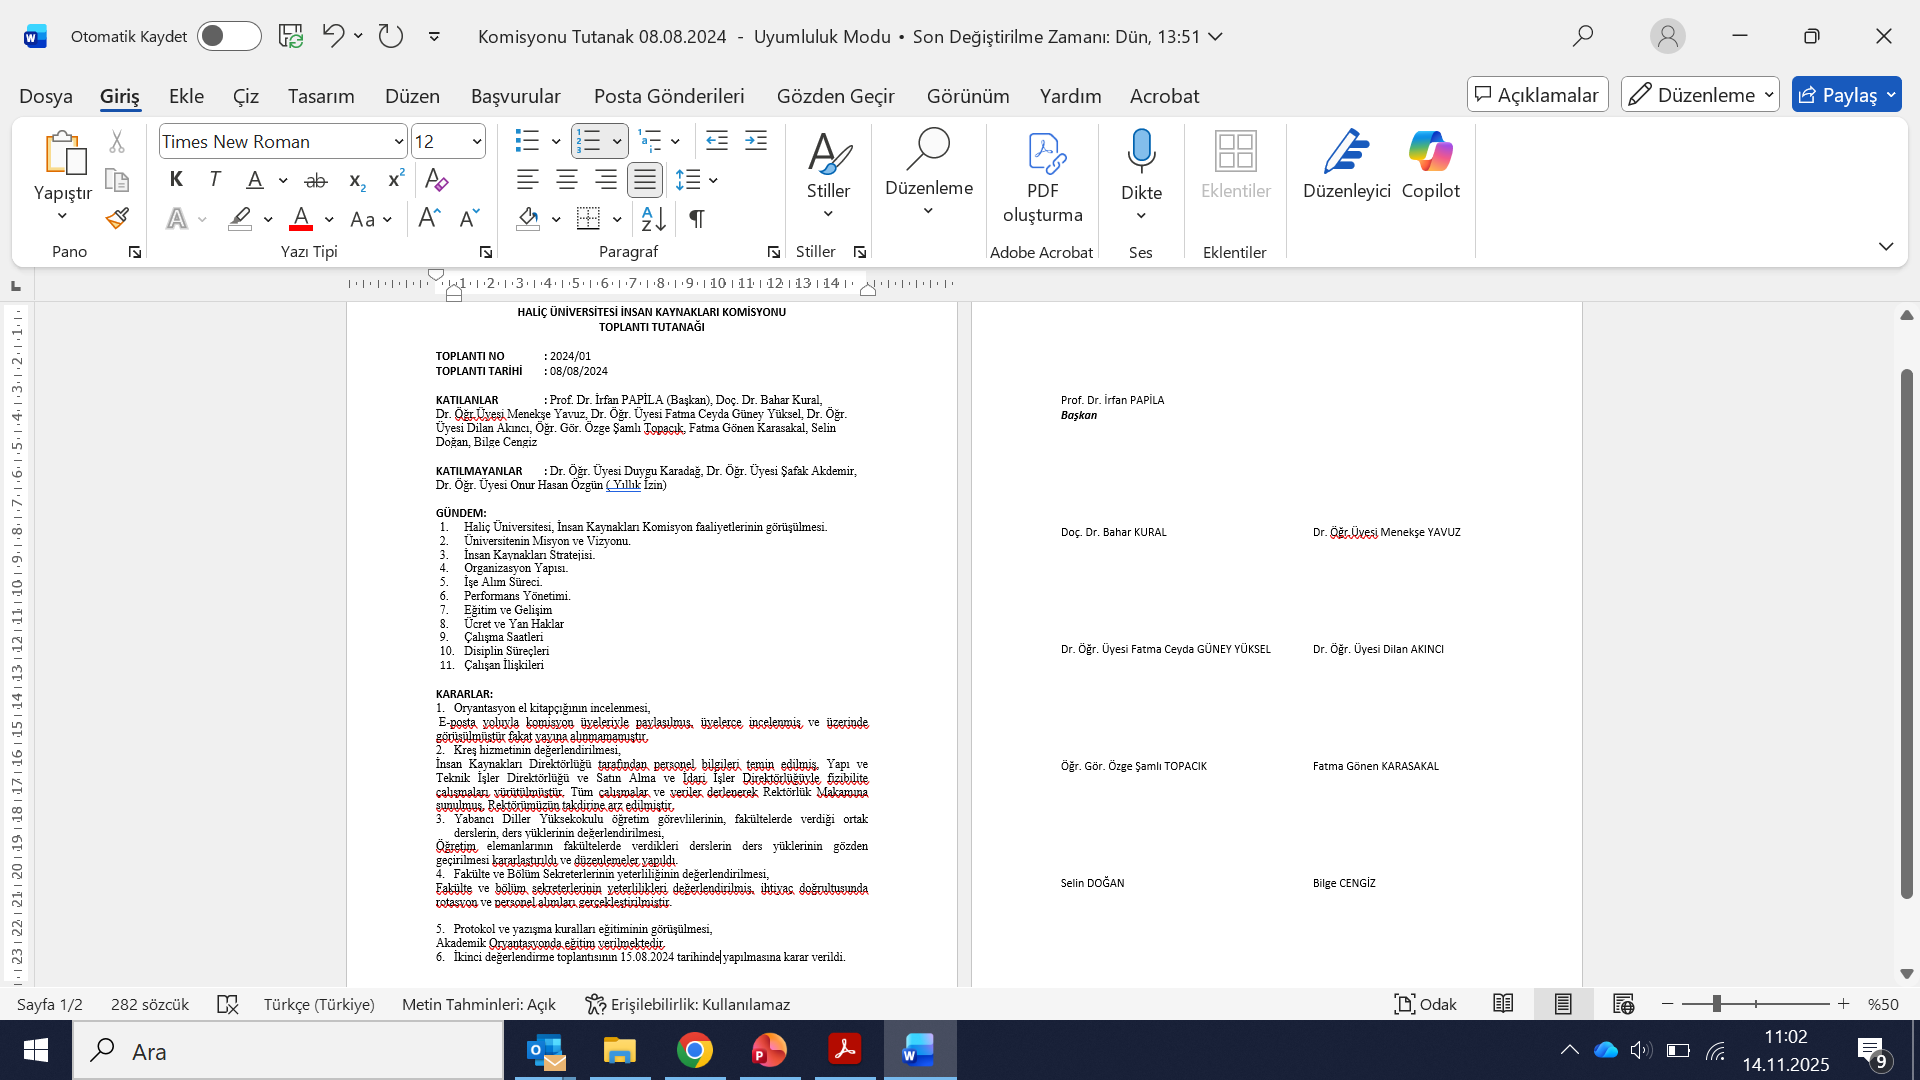 Otomatik Kaydet
Komisyonu Tutanak 08.08.2024 - Uyumluluk Modu • Son Değiştirilme Zamanı: Dün, 13:51
Dosya Giriş Ekle Çiz Tasarım Düzen Başvurular Posta Gönderileri Gözden Geçir Görünüm Yardım Acrobat
Açıklamalar Düzenleme Paylaş
Times New Roman 12
Yapıştır
K T A ab x₂ x² A
A A Aa A A
Stiller
Düzenleme
PDF
oluşturma
Dikte
Eklentiler
Düzenleyici Copilot
Pano Yazı Tipi Paragraf Stiller Adobe Acrobat Ses Eklentiler
1 2 3 4 5 6 7 8 9 10 11 12 13 14
HALİÇ ÜNİVERSİTESİ İNSAN KAYNAKLARI KOMİSYONU
TOPLANTI TUTANAĞI
TOPLANTI NO : 2024/01
TOPLANTI TARİHİ : 08/08/2024
KATILANLAR : Prof. Dr. İrfan PAPİLA (Başkan), Doç. Dr. Bahar Kural,
Dr. Öğr.Üyesi Menekşe Yavuz, Dr. Öğr. Üyesi Fatma Ceyda Güney Yüksel, Dr. Öğr.
Üyesi Dilan Akıncı, Öğr. Gör. Özge Şamlı Topacık, Fatma Gönen Karasakal, Selin
Doğan, Bilge Cengiz
KATILMAYANLAR : Dr. Öğr. Üyesi Duygu Karadağ, Dr. Öğr. Üyesi Şafak Akdemir,
Dr. Öğr. Üyesi Onur Hasan Özgün ( Yıllık İzin)
GÜNDEM:
1. Haliç Üniversitesi, İnsan Kaynakları Komisyon faaliyetlerinin görüşülmesi.
2. Üniversitenin Misyon ve Vizyonu.
3. İnsan Kaynakları Stratejisi.
4. Organizasyon Yapısı.
5. İşe Alım Süreci.
6. Performans Yönetimi.
7. Eğitim ve Gelişim
8. Ücret ve Yan Haklar
9. Çalışma Saatleri
10. Disiplin Süreçleri
11. Çalışan İlişkileri
KARARLAR:
1. Oryantasyon el kitapçığının incelenmesi,
E-posta yoluyla komisyon üyeleriyle paylaşılmış, üyelerce incelenmiş ve üzerinde
görüşülmüştür fakat yayına alınmamamıştır.
2. Kreş hizmetinin değerlendirilmesi,
İnsan Kaynakları Direktörlüğü tarafından personel bilgileri temin edilmiş, Yapı ve
Teknik İşler Direktörlüğü ve Satın Alma ve İdari İşler Direktörlüğüyle fizibilite
çalışmaları yürütülmüştür. Tüm çalışmalar ve veriler derlenerek Rektörlük Makamına
sunulmuş, Rektörümüzün takdirine arz edilmiştir.
3. Yabancı Diller Yüksekokulu öğretim görevlilerinin, fakültelerde verdiği ortak
derslerin, ders yüklerinin değerlendirilmesi,
Öğretim elemanlarının fakültelerde verdikleri derslerin ders yüklerinin gözden
geçirilmesi kararlaştırıldı ve düzenlemeler yapıldı.
4. Fakülte ve Bölüm Sekreterlerinin yeterliliğinin değerlendirilmesi,
Fakülte ve bölüm sekreterlerinin yeterlilikleri değerlendirilmiş, ihtiyaç doğrultusunda
rotasyon ve personel alımları gerçekleştirilmiştir.
5. Protokol ve yazışma kuralları eğitiminin görüşülmesi,
Akademik Oryantasyonda eğitim verilmektedir.
6. İkinci değerlendirme toplantısının 15.08.2024 tarihinde yapılmasına karar verildi.
Prof. Dr. İrfan PAPİLA
Başkan
Doç. Dr. Bahar KURAL Dr. Öğr.Üyesi Menekşe YAVUZ
Dr. Öğr. Üyesi Fatma Ceyda GÜNEY YÜKSEL Dr. Öğr. Üyesi Dilan AKINCI
Öğr. Gör. Özge Şamlı TOPACIK Fatma Gönen KARASAKAL
Selin DOĞAN Bilge CENGİZ
Sayfa 1/2 282 sözcük Türkçe (Türkiye) Metin Tahminleri: Açık Erişilebilirlik: Kullanılamaz Odak %50
Ara
11:02
14.11.2025
9